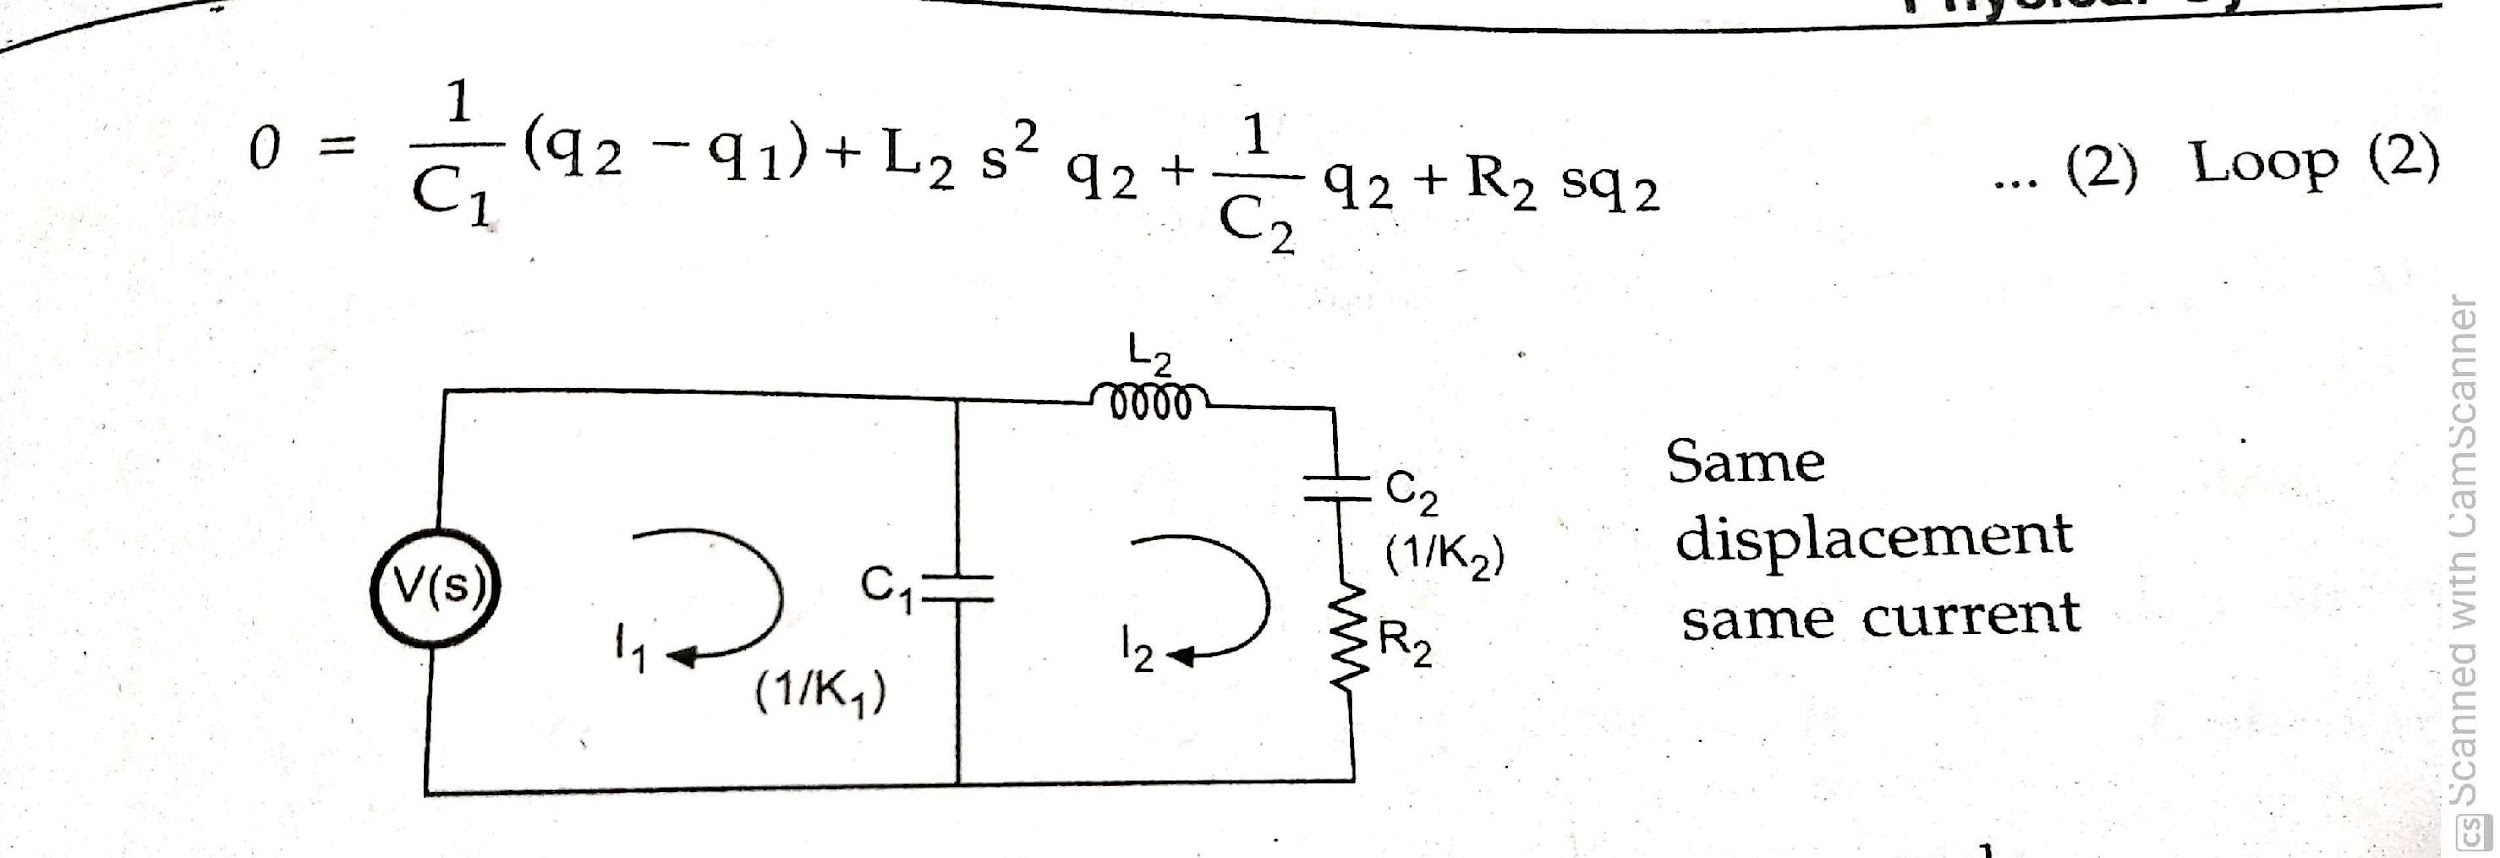 0 = 1/C₁ (q₂ − q₁) + L₂ s² q₂ + 1/C₂ q₂ + R₂ sq₂ ... (2) Loop (2)
L₂
C₂
(1/K₂)
V(s)
C₁
I₁
I₂
R₂
(1/K₁)
Same
displacement
same current
CS Scanned with CamScanner